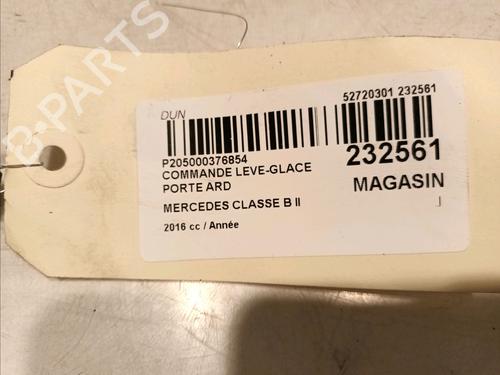 B-PARTS
DUN
52720301 232561
P205000376854
COMMANDE LEVE-GLACE
PORTE ARD
232561
MAGASIN
MERCEDES CLASSE B II
2016 cc / Année